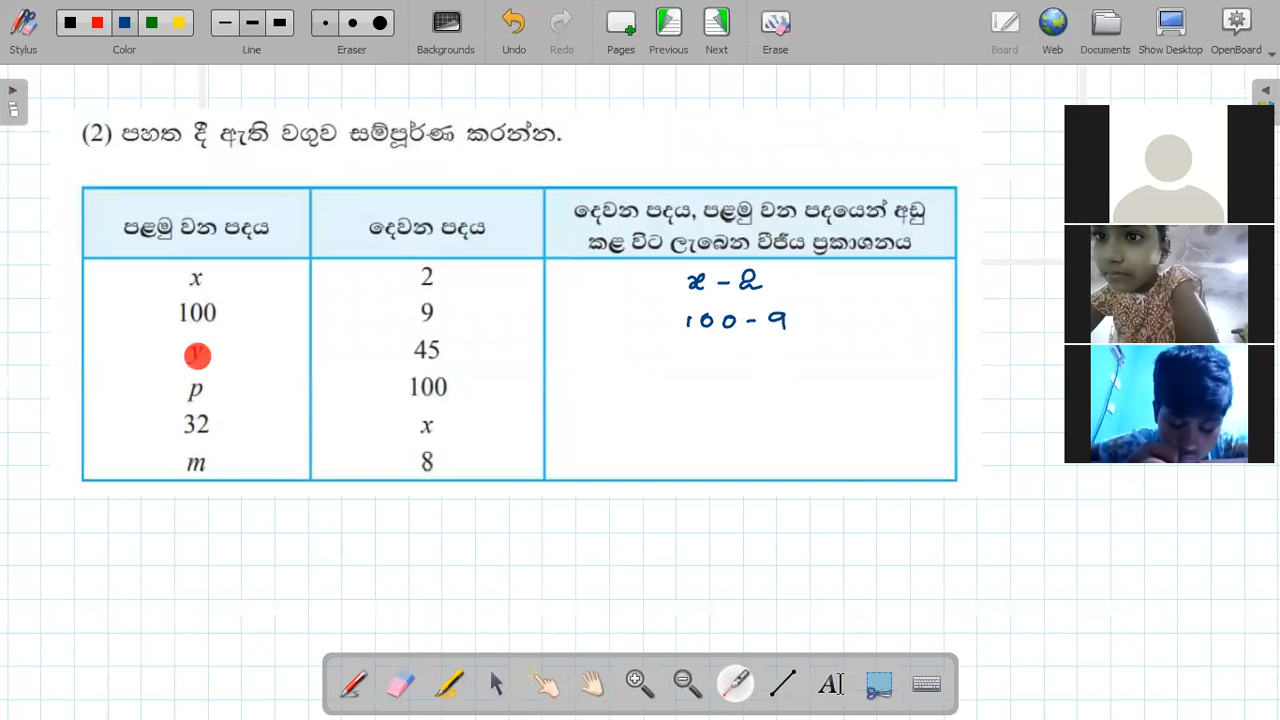 Stylus Color Line Eraser Backgrounds Undo Redo Pages Previous Next Erase Board Web Documents Show Desktop OpenBoard
(2) පහත දී ඇති වගුව සම්පූර්ණ කරන්න.
පළමු වන පදය දෙවන පදය දෙවන පදය, පළමු වන පදයෙන් අඩු
කළ විට ලැබෙන වීජීය ප්‍රකාශනය
x 2 x - 2
100 9 100 - 9
y 45
p 100
32 x
m 8